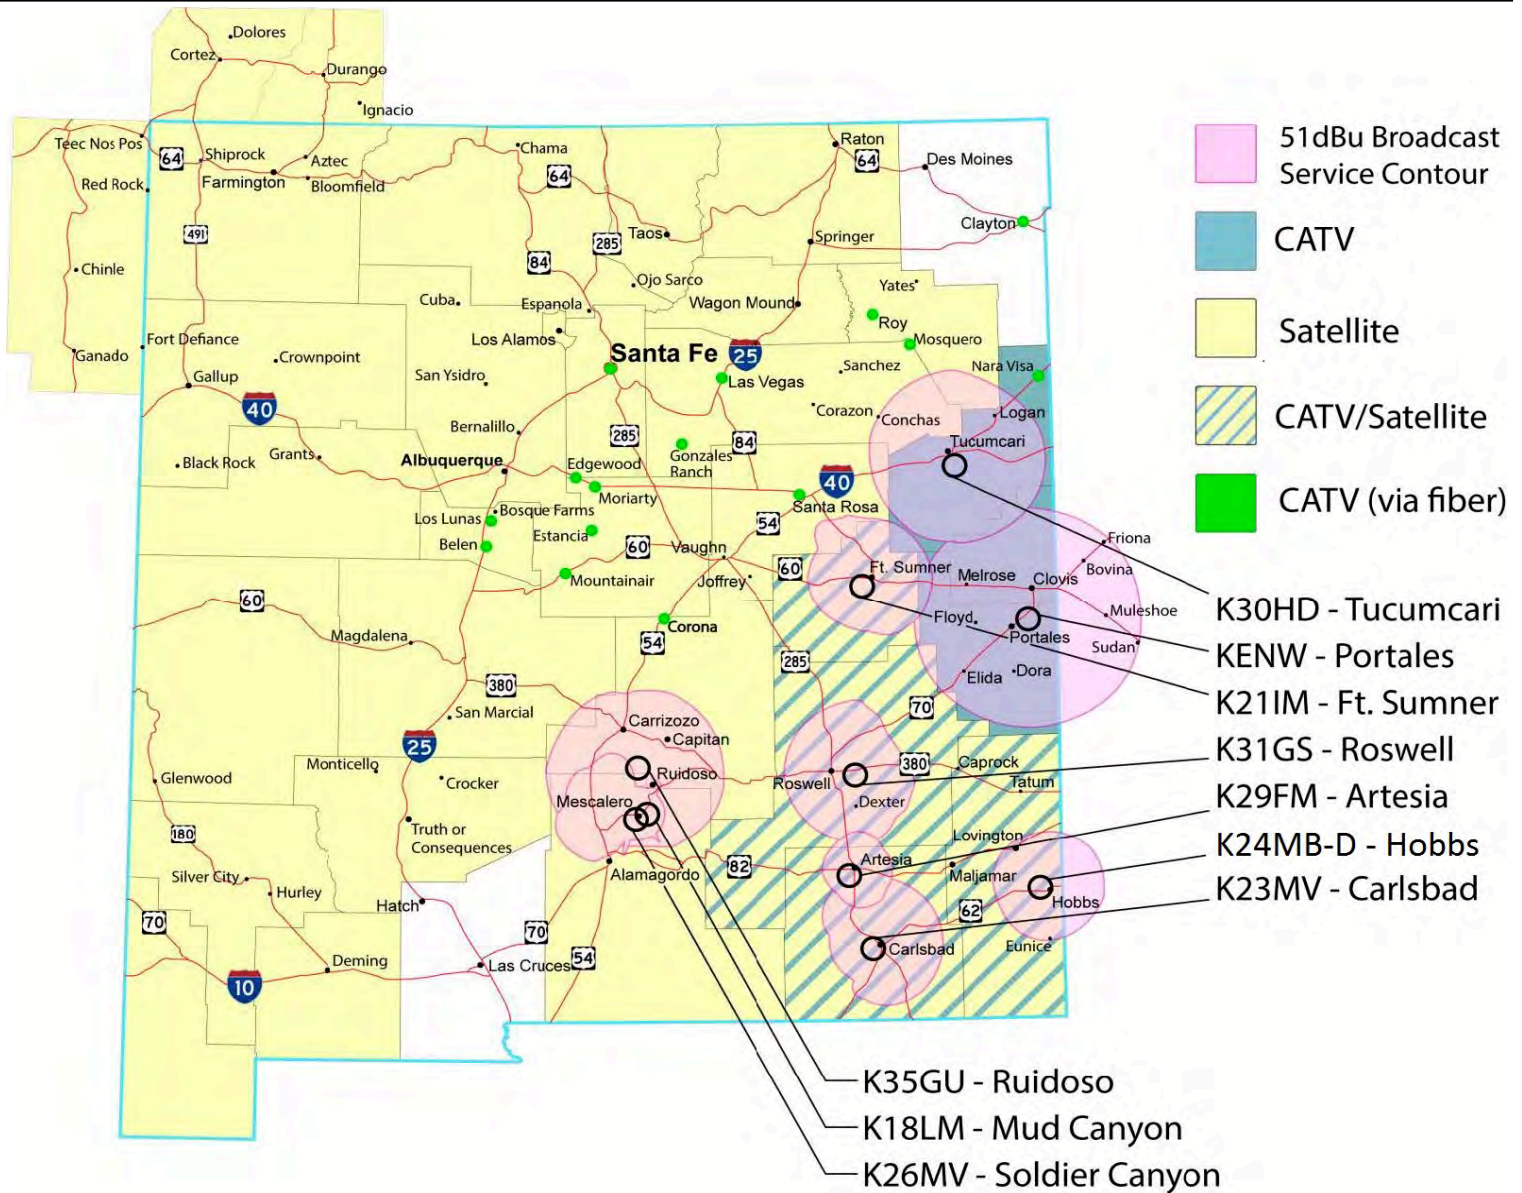 Dolores
Cortez
Durango
Ignacio
Teec Nos Pos
64
Shiprock
Aztec
Red Rock
Farmington
Bloomfield
Chama
64
Raton
64
Des Moines
Clayton
491
Taos
285
84
Springer
Chinle
Ojo Sarco
Yates
Cuba
Espanola
Wagon Mound
Roy
Fort Defiance
Los Alamos
Mosquero
Ganado
Crownpoint
Santa Fe
25
Sanchez
Nara Visa
Gallup
San Ysidro
Las Vegas
40
Corazon
Conchas
Logan
Bernalillo
285
84
Tucumcari
Black Rock
Grants
Albuquerque
Edgewood
Gonzales
Ranch
40
Moriarty
Santa Rosa
Los Lunas
Bosque Farms
54
Belen
Estancia
60
Vaughn
Friona
Mountainair
Joffrey
60
Ft. Sumner
Melrose
Clovis
Bovina
60
Corona
Floyd
Muleshoe
Magdalena
54
Portales
Sudan
285
Elida
Dora
380
San Marcial
70
Carrizozo
Capitan
25
Monticello
Crocker
Ruidoso
Roswell
380
Caprock
Tatum
Glenwood
Mescalero
Dexter
180
Truth or
Consequences
Lovington
Silver City
Hurley
Alamagordo
82
Artesia
Maljamar
Hatch
Hobbs
70
70
62
Eunice
Deming
Las Cruces
54
Carlsbad
10
51dBu Broadcast
Service Contour
CATV
Satellite
CATV/Satellite
CATV (via fiber)
K30HD - Tucumcari
KENW - Portales
K21IM - Ft. Sumner
K31GS - Roswell
K29FM - Artesia
K24MB-D - Hobbs
K23MV - Carlsbad
K35GU - Ruidoso
K18LM - Mud Canyon
K26MV - Soldier Canyon